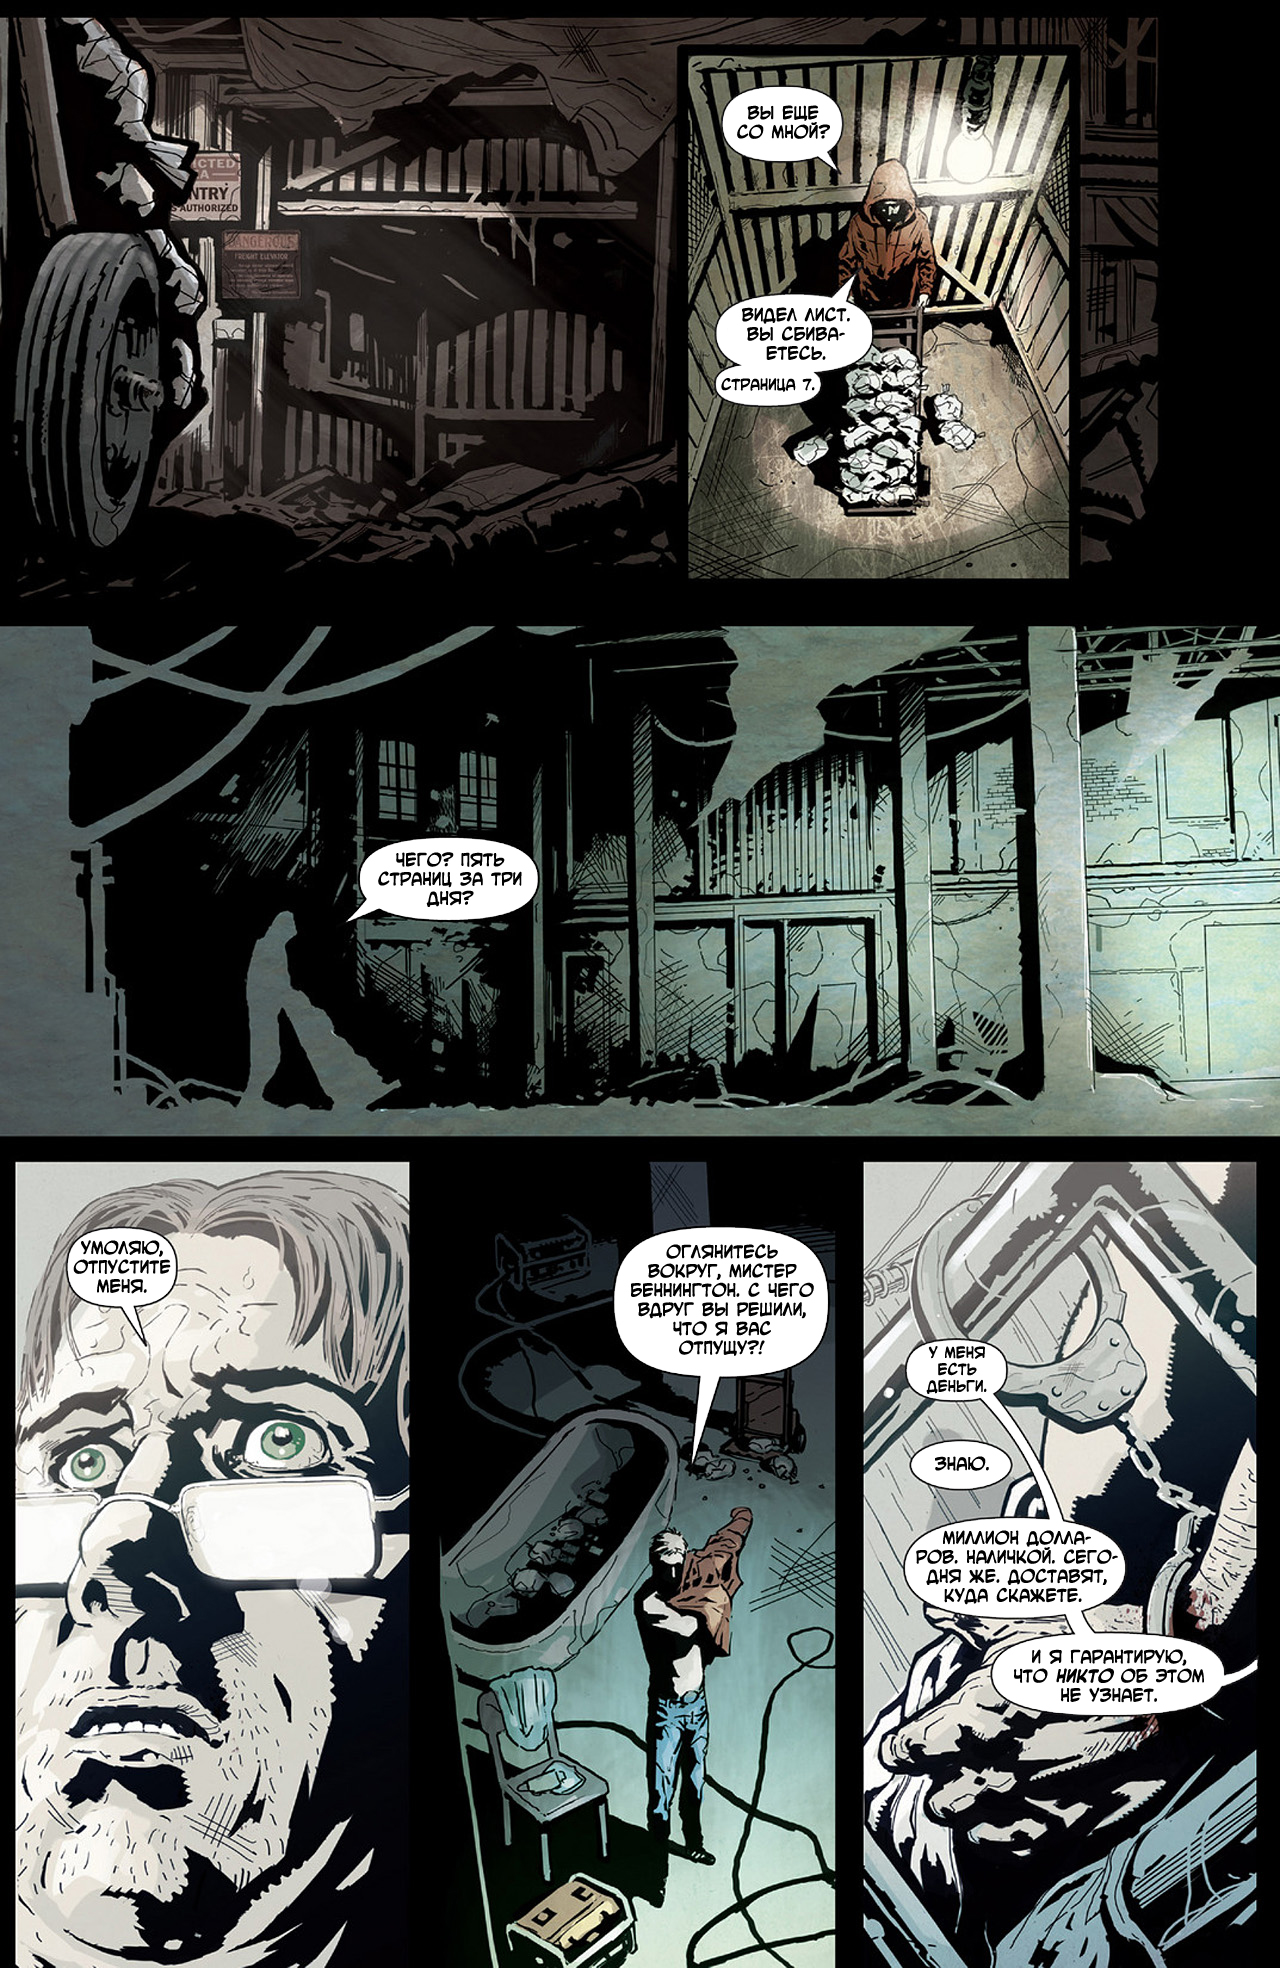 CTED
A
NTRY
S AUTHORIZED
DANGEROUS
FREIGHT ELEVATOR
ВЫ ЕЩЕ
СО МНОЙ?
ВИДЕЛ ЛИСТ.
ВЫ СБИВА-
ЕТЕСЬ.
СТРАНИЦА 7.
ЧЕГО? ПЯТЬ
СТРАНИЦ ЗА ТРИ
ДНЯ?
УМОЛЯЮ,
ОТПУСТИТЕ
МЕНЯ.
ОГЛЯНИТЕСЬ
ВОКРУГ, МИСТЕР
БЕННИНГТОН. С ЧЕГО
ВДРУГ ВЫ РЕШИЛИ,
ЧТО Я ВАС
ОТПУЩУ?!
У МЕНЯ
ЕСТЬ
ДЕНЬГИ.
ЗНАЮ.
МИЛЛИОН ДОЛЛА-
РОВ. НАЛИЧКОЙ. СЕГО-
ДНЯ ЖЕ. ДОСТАВЯТ,
КУДА СКАЖЕТЕ.
И Я ГАРАНТИРУЮ,
ЧТО НИКТО ОБ ЭТОМ
НЕ УЗНАЕТ.